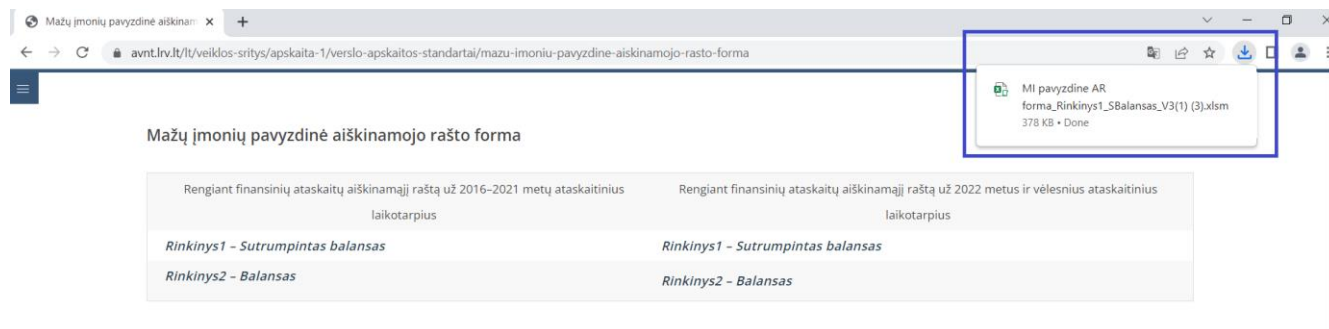 Mažų įmonių pavyzdinė aiškinam
avnt.lrv.lt/lt/veiklos-sritys/apskaita-1/verslo-apskaitos-standartai/mazu-imoniu-pavyzdine-aiskinamojo-rasto-forma
MI pavyzdine AR
forma_Rinkinys1_SBalansas_V3(1) (3).xlsm
378 KB • Done
Mažų įmonių pavyzdinė aiškinamojo rašto forma
Rengiant finansinių ataskaitų aiškinamąjį raštą už 2016–2021 metų ataskaitinius
laikotarpius
Rengiant finansinių ataskaitų aiškinamąjį raštą už 2022 metus ir vėlesnius ataskaitinius
laikotarpius
Rinkinys1 – Sutrumpintas balansas
Rinkinys1 – Sutrumpintas balansas
Rinkinys2 – Balansas
Rinkinys2 – Balansas